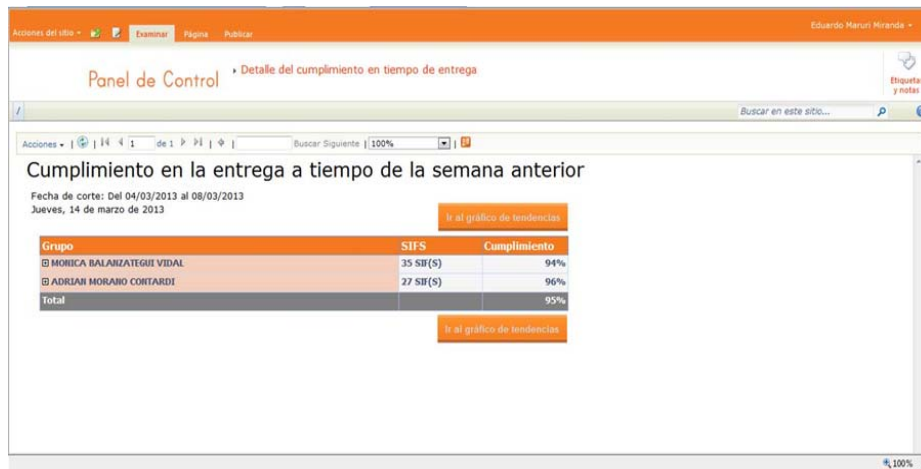 Eduardo Maruri Miranda
Acciones del sitio Examinar Página Publicar
Panel de Control Detalle del cumplimiento en tiempo de entrega
Etiquetas y notas
/ Buscar en este sitio...
Acciones | | 1 de 1 | | Buscar Siguiente | 100% |
Cumplimiento en la entrega a tiempo de la semana anterior
Fecha de corte: Del 04/03/2013 al 08/03/2013
Jueves, 14 de marzo de 2013
Ir al gráfico de tendencias
Grupo SIFS Cumplimiento
MONICA BALANZATEGUI VIDAL 35 SIF(S) 94%
ADRIAN MORANO CONTARDI 27 SIF(S) 96%
Total 95%
Ir al gráfico de tendencias
100%